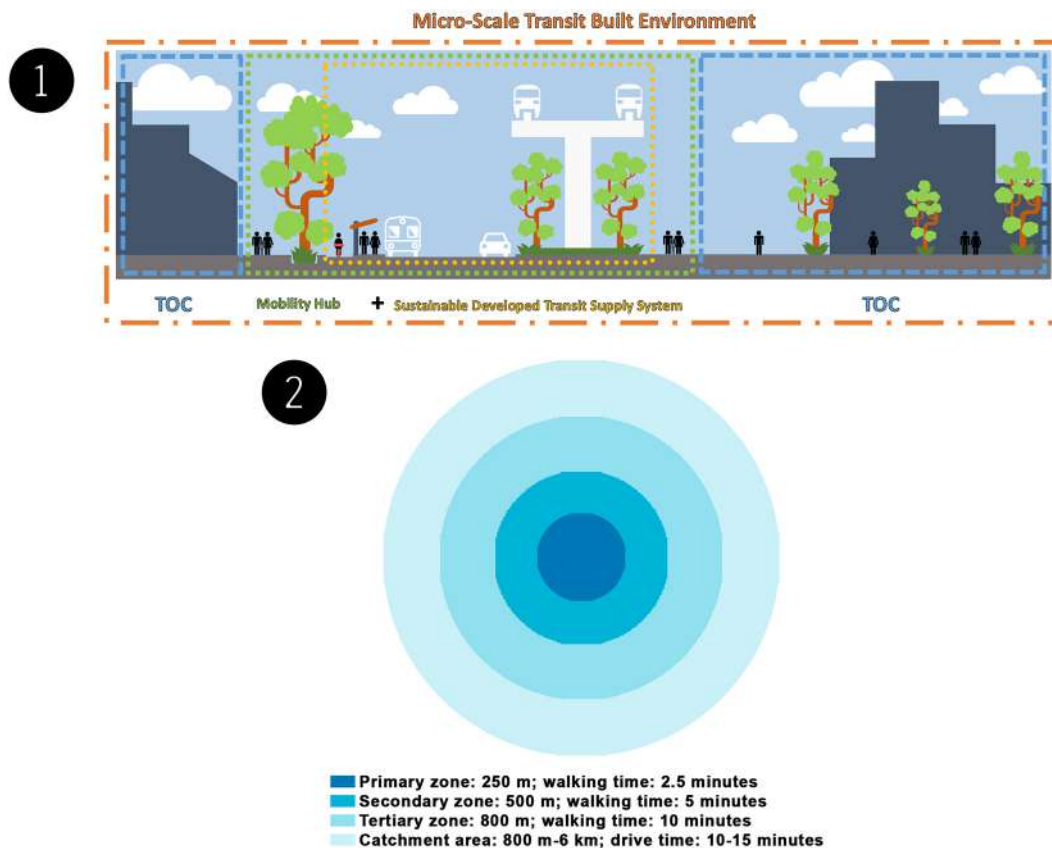 Micro-Scale Transit Built Environment
1
TOC
Mobility Hub + Sustainable Developed Transit Supply System
TOC
2
Primary zone: 250 m; walking time: 2.5 minutes
Secondary zone: 500 m; walking time: 5 minutes
Tertiary zone: 800 m; walking time: 10 minutes
Catchment area: 800 m-6 km; drive time: 10-15 minutes